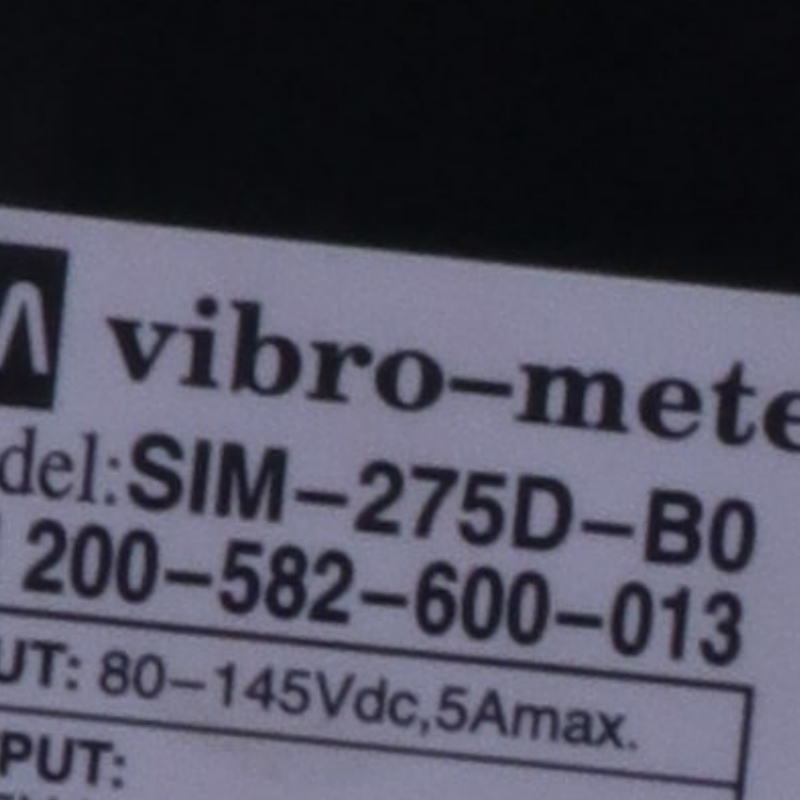 vibro-mete
del:SIM-275D-B0
200-582-600-013
UT: 80-145Vdc,5Amax.
PUT: